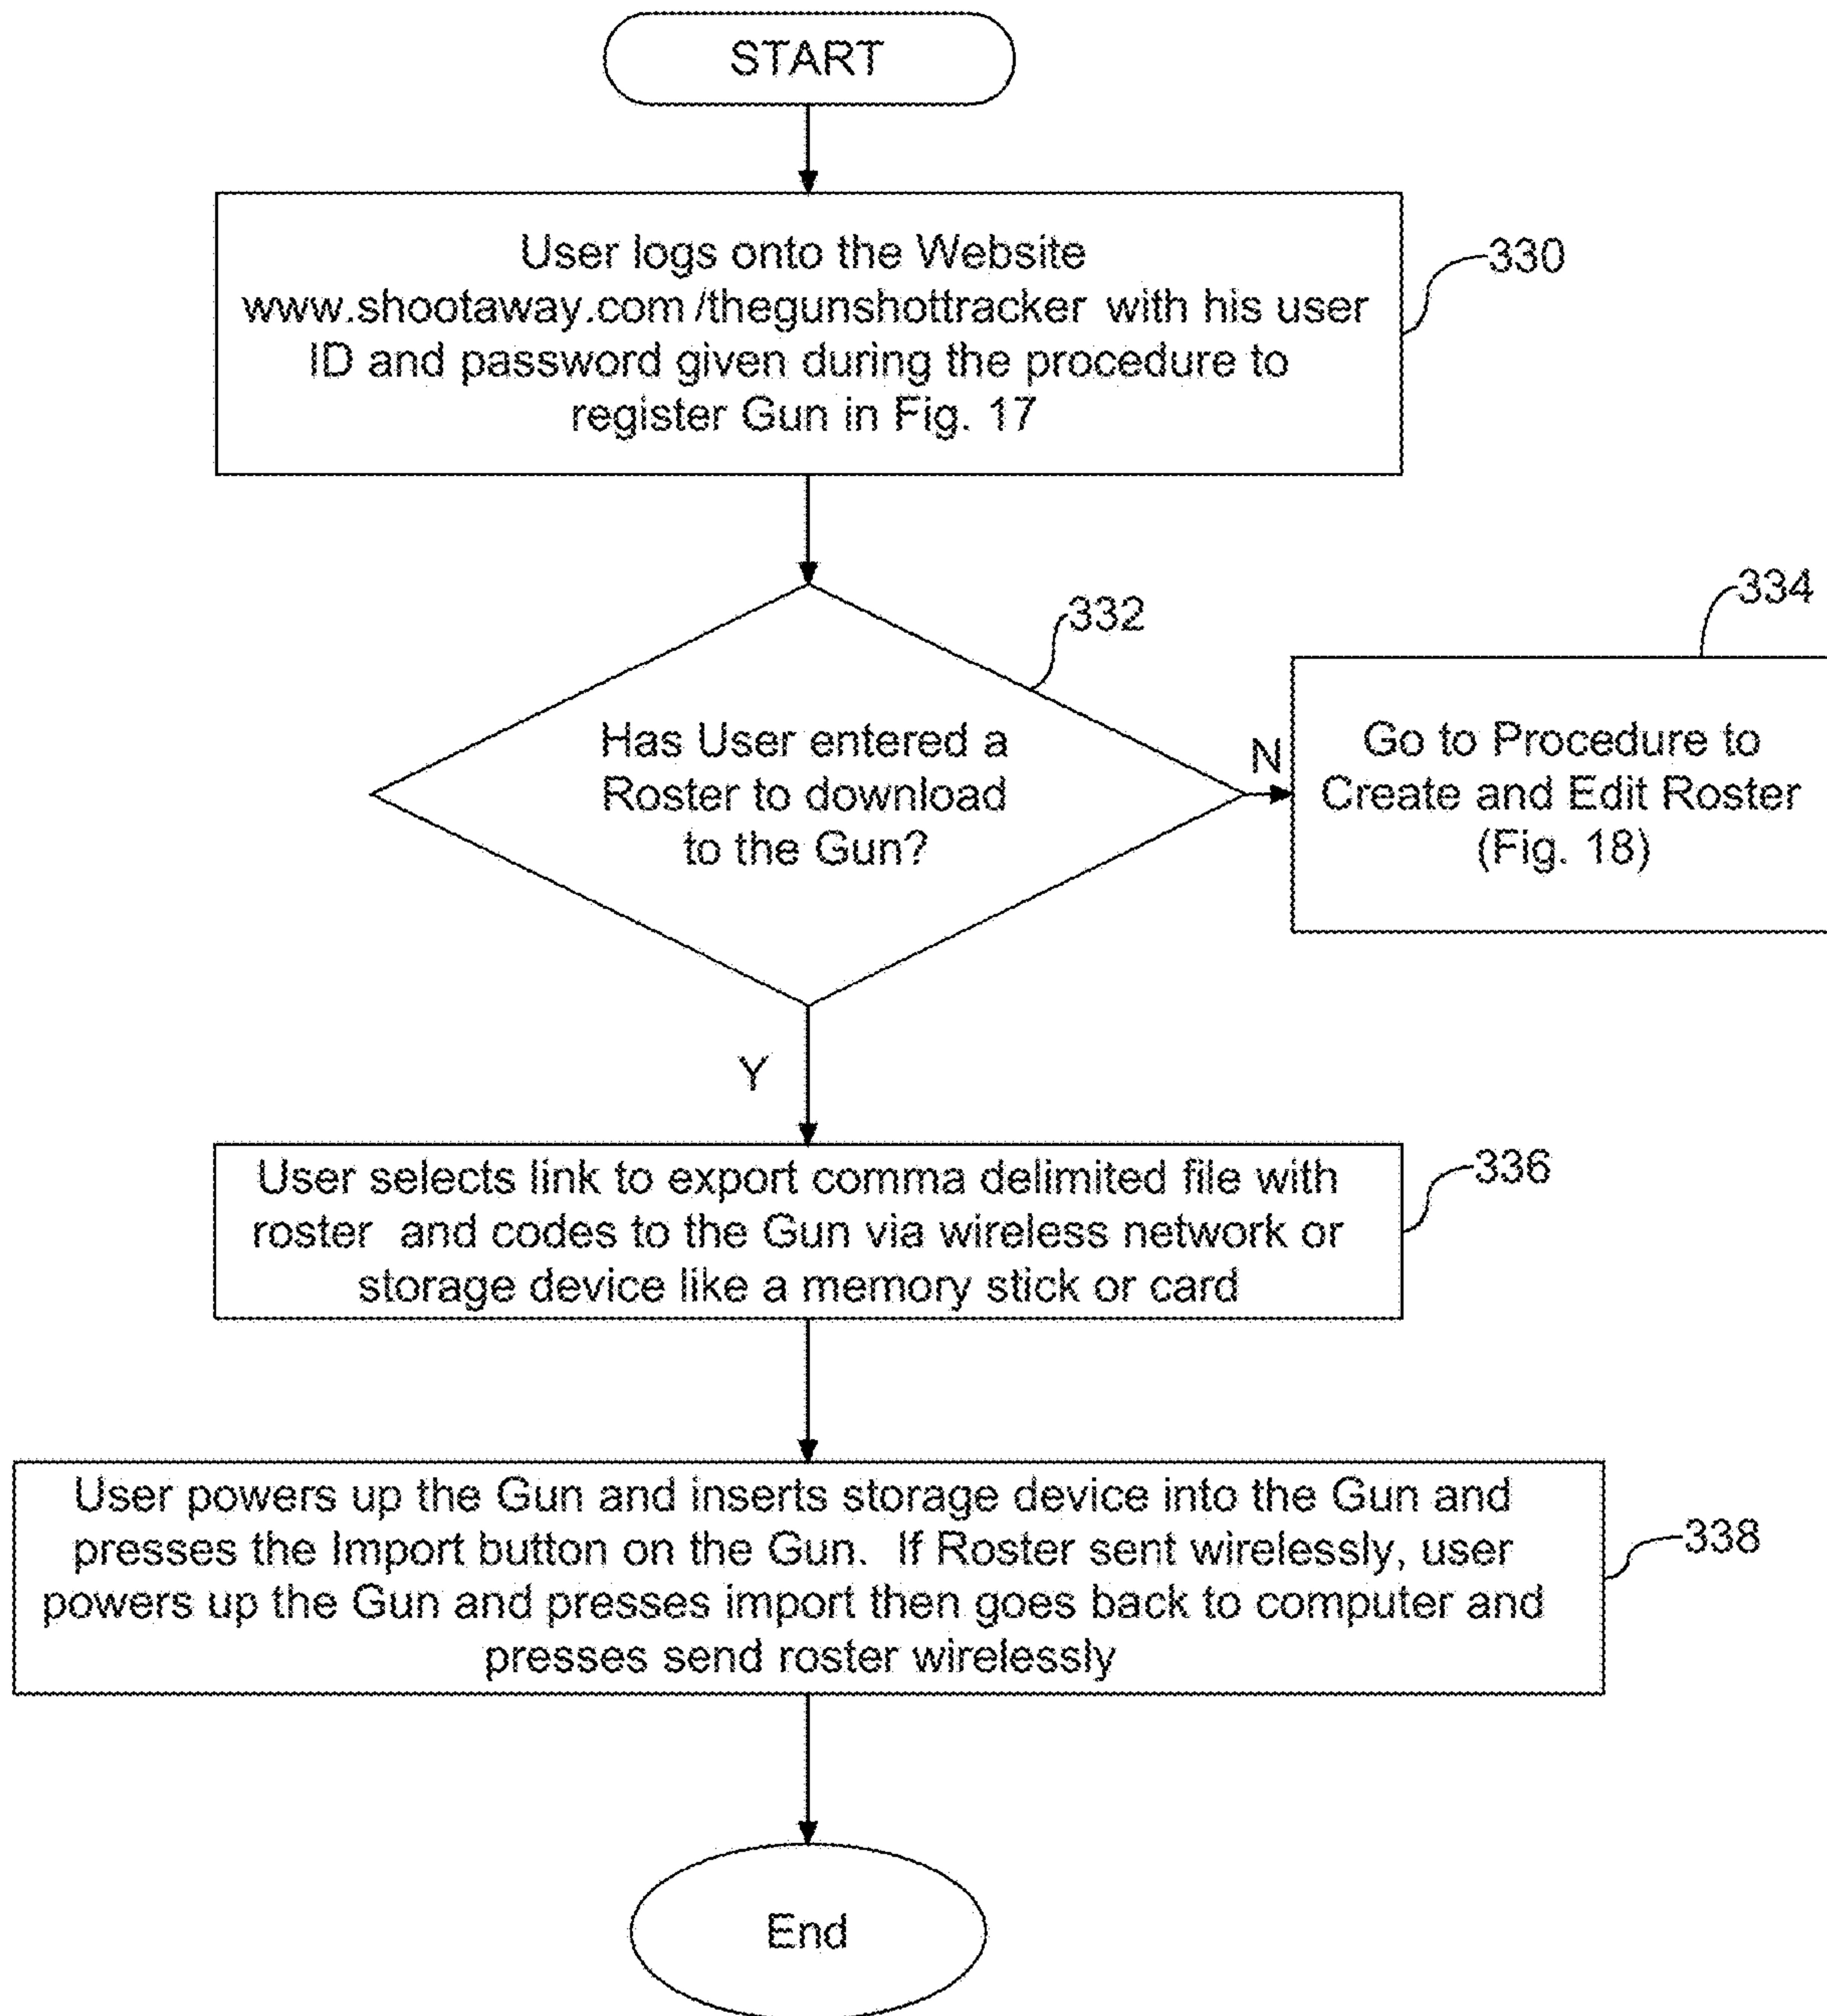 START
User logs onto the Website
www.shootaway.com /thegunshottracker with his user
ID and password given during the procedure to
register Gun in Fig. 17
330
332
334
Has User entered a
Roster to download
to the Gun?
N
Go to Procedure to
Create and Edit Roster
(Fig. 18)
Y
User selects link to export comma delimited file with
roster and codes to the Gun via wireless network or
storage device like a memory stick or card
336
User powers up the Gun and inserts storage device into the Gun and
presses the Import button on the Gun. If Roster sent wirelessly, user
powers up the Gun and presses import then goes back to computer and
presses send roster wirelessly
338
End